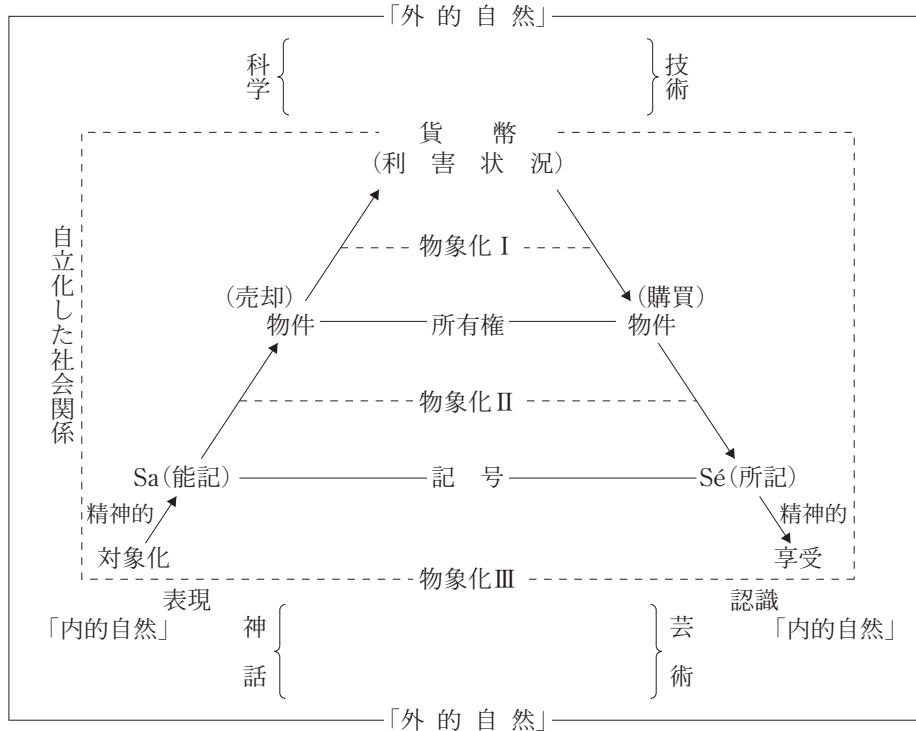 「外的自然」
科学
技術
貨幣
(利害状況)
自立化した社会関係
物象化Ⅰ
(売却)
(購買)
物件
所有権
物件
物象化Ⅱ
Sa(能記)
記号
Sé(所記)
精神的
精神的
対象化
享受
物象化Ⅲ
表現
認識
「内的自然」
神話
芸術
「内的自然」
「外的自然」